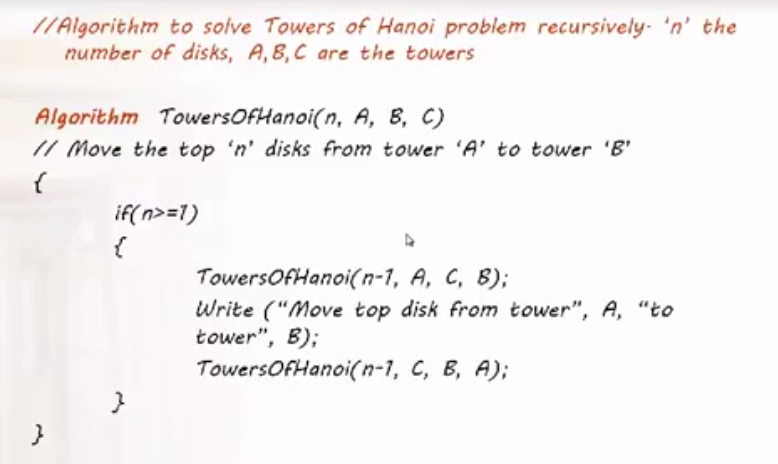 //Algorithm to solve Towers of Hanoi problem recursively- 'n' the
number of disks, A,B,C are the towers
Algorithm TowersOfHanoi(n, A, B, C)
// Move the top 'n' disks from tower 'A' to tower 'B'
{
if(n>=1)
{
TowersOfHanoi(n-1, A, C, B);
Write ("Move top disk from tower", A, "to
tower", B);
TowersOfHanoi(n-1, C, B, A);
}
}